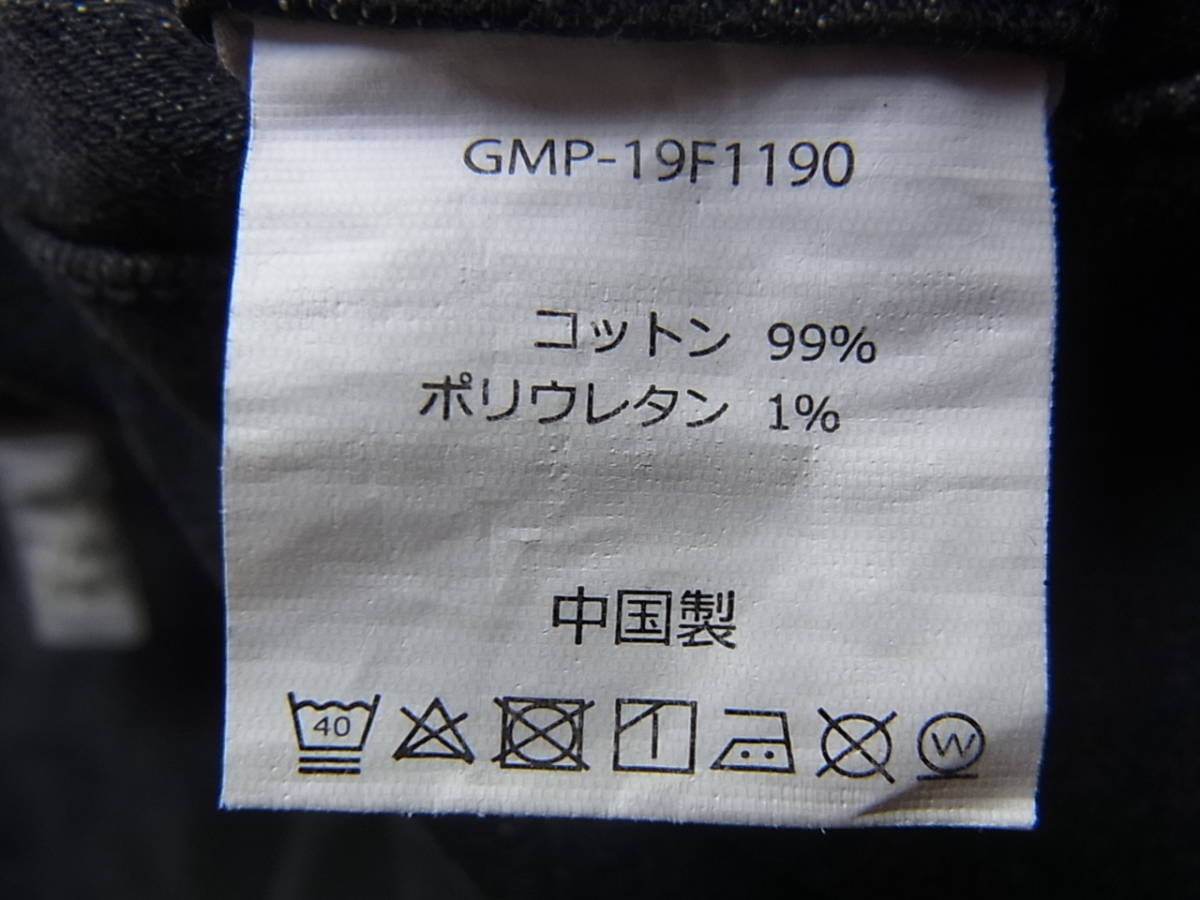 GMP-19F1190
コットン 99%
ポリウレタン 1%
中国製
40 W